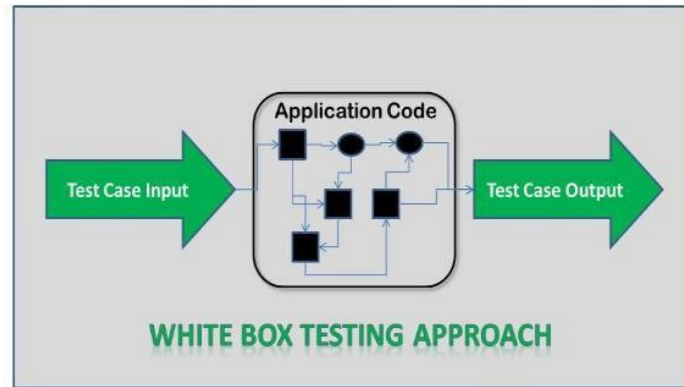 Application Code
Test Case Input
Test Case Output
WHITE BOX TESTING APPROACH